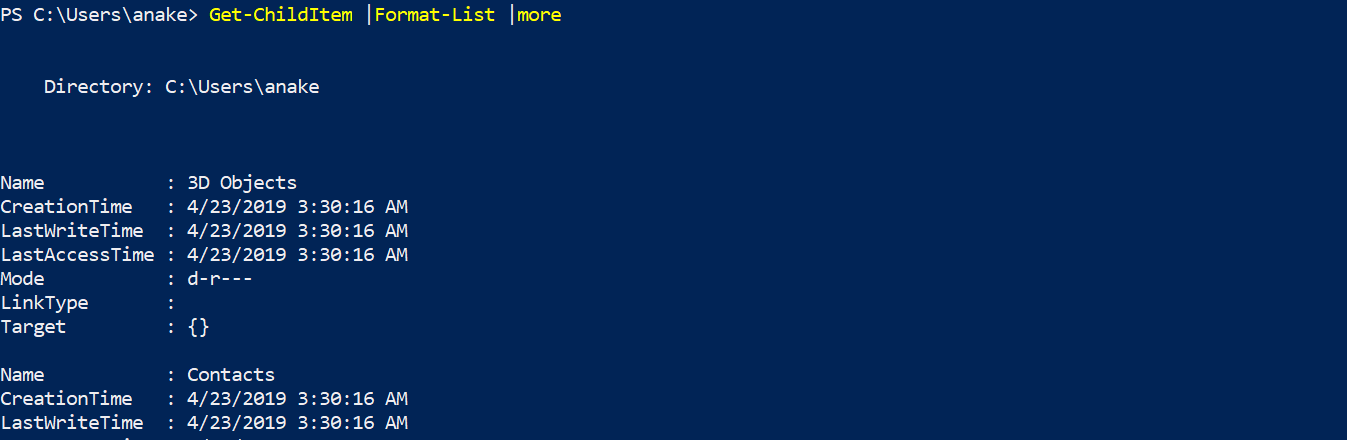 PS C:\Users\anake> Get-ChildItem |Format-List |more
Directory: C:\Users\anake
Name : 3D Objects
CreationTime : 4/23/2019 3:30:16 AM
LastWriteTime : 4/23/2019 3:30:16 AM
LastAccessTime : 4/23/2019 3:30:16 AM
Mode : d-r---
LinkType :
Target : {}
Name : Contacts
CreationTime : 4/23/2019 3:30:16 AM
LastWriteTime : 4/23/2019 3:30:16 AM